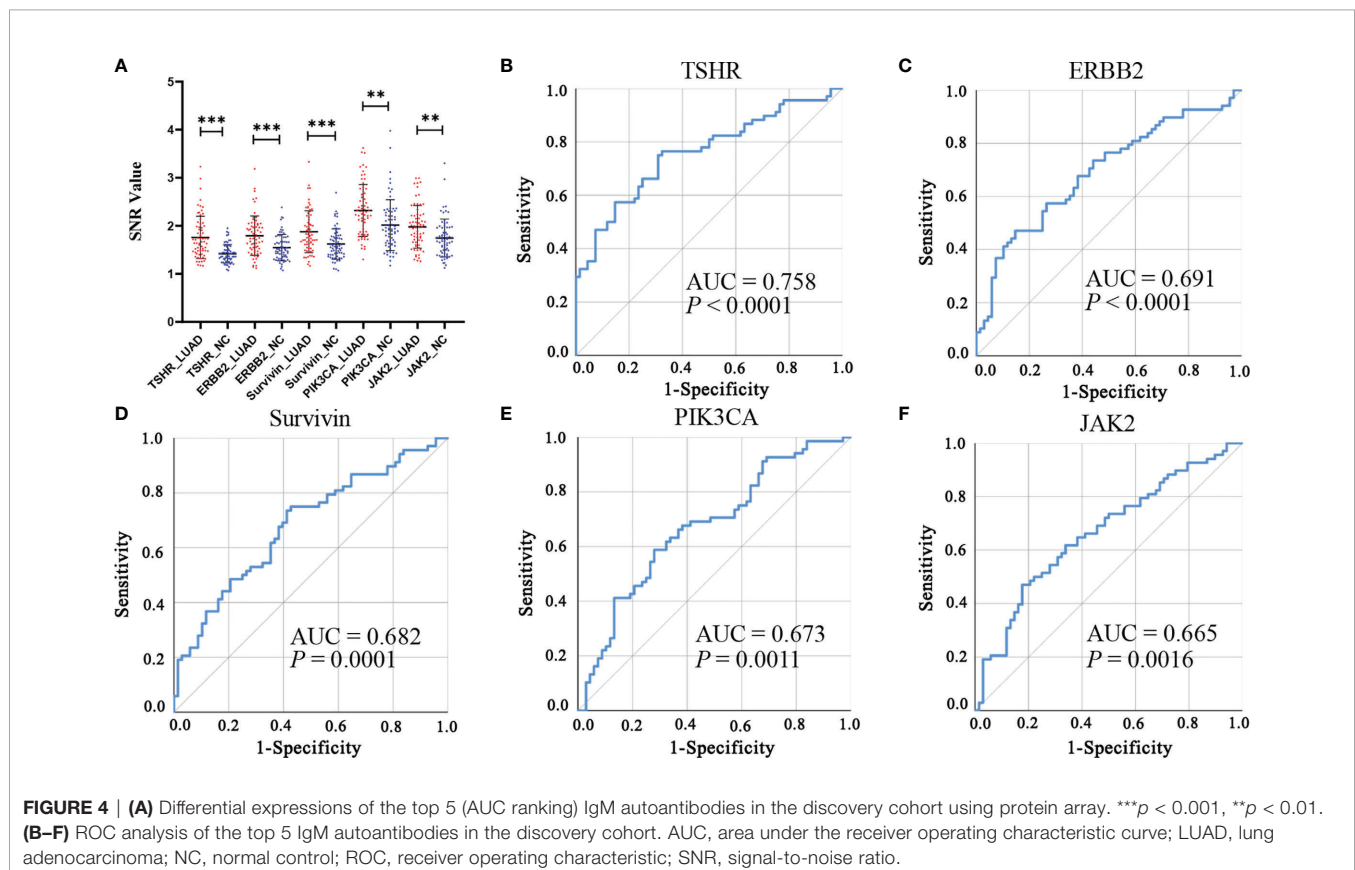 A
SNR Value
5
4
3
2
1
0
***
***
***
**
**
TSHR_LUAD
TSHR_NC
ERBB2_LUAD
ERBB2_NC
Survivin_LUAD
Survivin_NC
PIK3CA_LUAD
PIK3CA_NC
JAK2_LUAD
JAK2_NC
B
TSHR
Sensitivity
1.0
0.8
0.6
0.4
0.2
0.0
AUC = 0.758
P < 0.0001
0.0 0.2 0.4 0.6 0.8 1.0
1-Specificity
C
ERBB2
Sensitivity
1.0
0.8
0.6
0.4
0.2
0.0
AUC = 0.691
P < 0.0001
0.0 0.2 0.4 0.6 0.8 1.0
1-Specificity
D
Survivin
Sensitivity
1.0
0.8
0.6
0.4
0.2
0.0
AUC = 0.682
P = 0.0001
0.0 0.2 0.4 0.6 0.8 1.0
1-Specificity
E
PIK3CA
Sensitivity
1.0
0.8
0.6
0.4
0.2
0.0
AUC = 0.673
P = 0.0011
0.0 0.2 0.4 0.6 0.8 1.0
1-Specificity
F
JAK2
Sensitivity
1.0
0.8
0.6
0.4
0.2
0.0
AUC = 0.665
P = 0.0016
0.0 0.2 0.4 0.6 0.8 1.0
1-Specificity
FIGURE 4 | (A) Differential expressions of the top 5 (AUC ranking) IgM autoantibodies in the discovery cohort using protein array. ***p < 0.001, **p < 0.01.
(B–F) ROC analysis of the top 5 IgM autoantibodies in the discovery cohort. AUC, area under the receiver operating characteristic curve; LUAD, lung
adenocarcinoma; NC, normal control; ROC, receiver operating characteristic; SNR, signal-to-noise ratio.